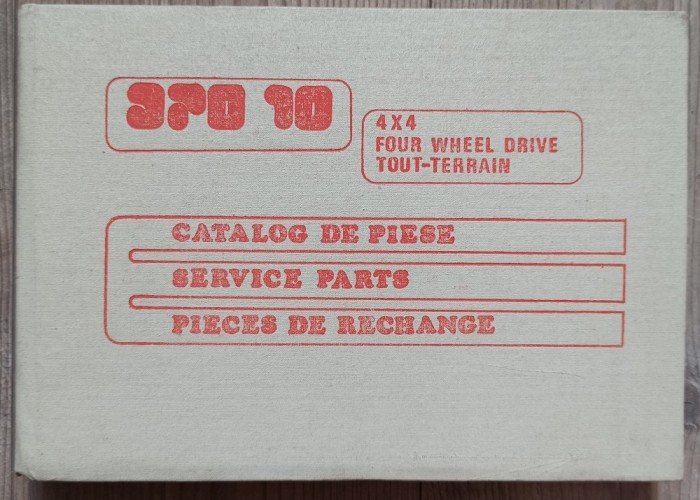 ARO 10
4X4
FOUR WHEEL DRIVE
TOUT-TERRAIN
CATALOG DE PIESE
SERVICE PARTS
PIECES DE RECHANGE